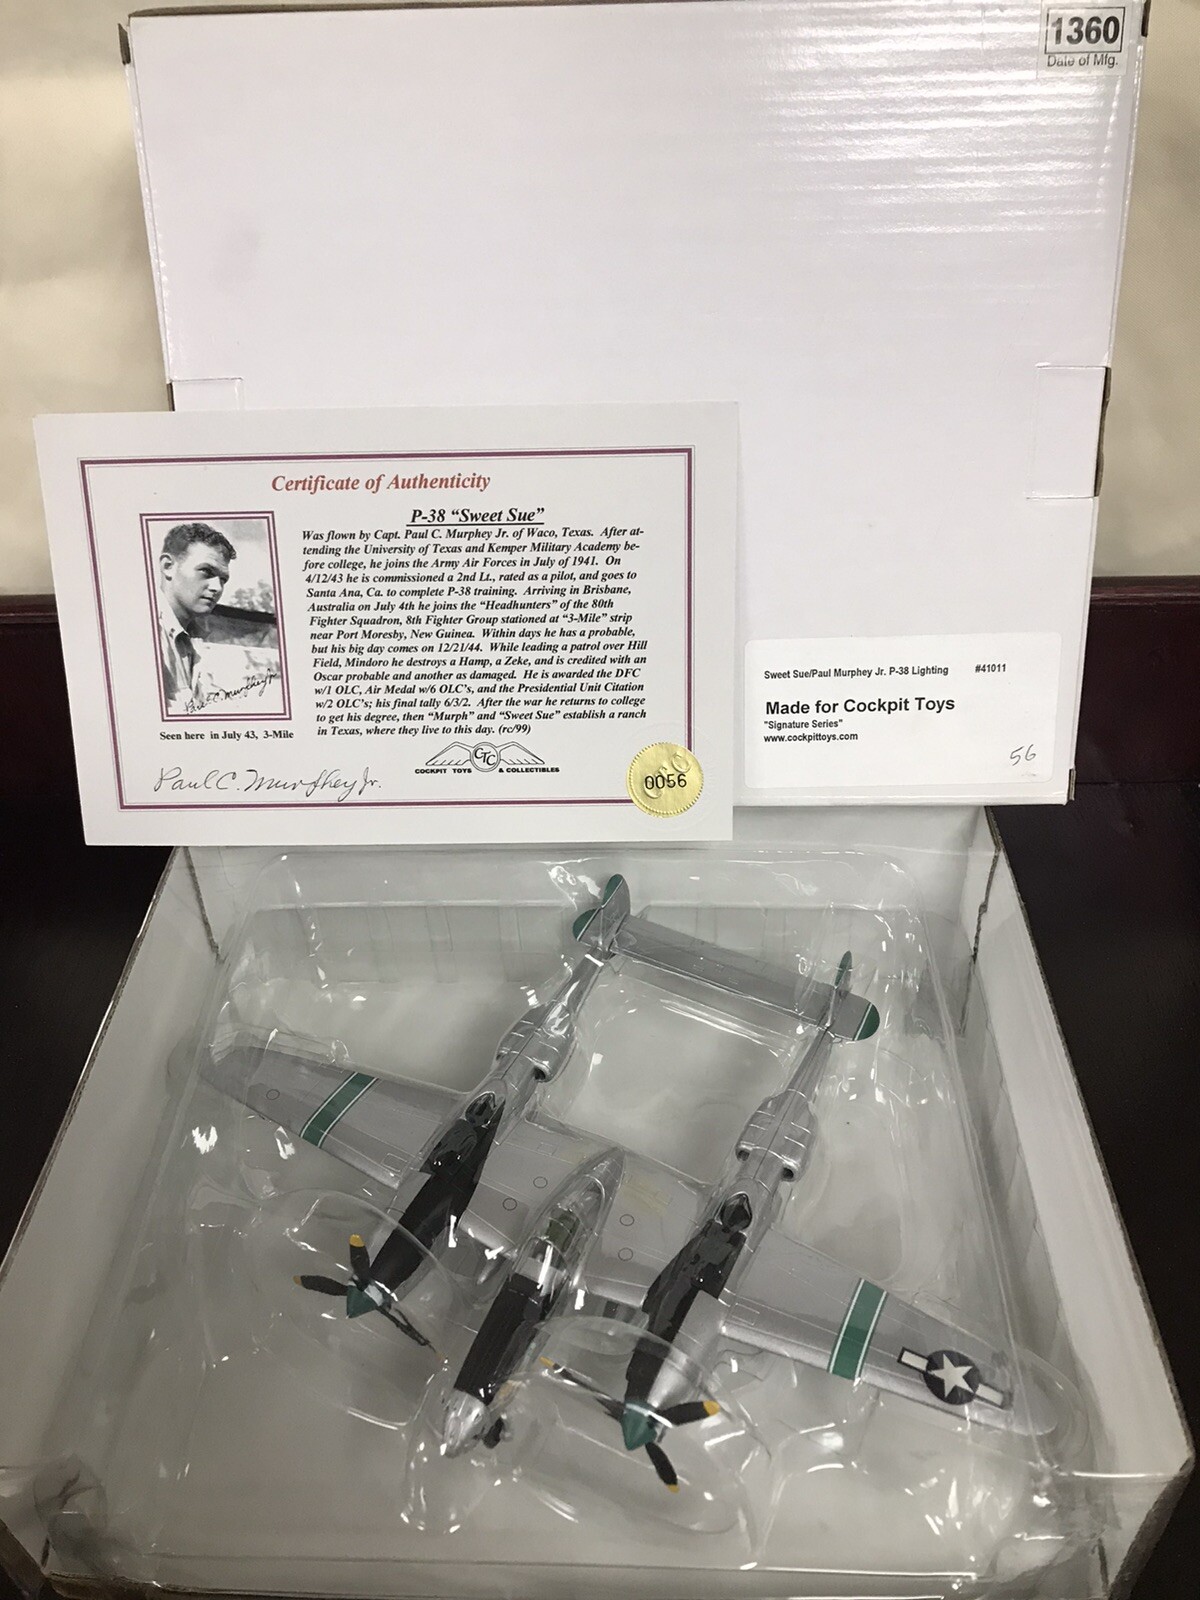 1360
Date of Mfg.
Certificate of Authenticity
P-38 “Sweet Sue”
Was flown by Capt. Paul C. Murphey Jr. of Waco, Texas. After at-
tending the University of Texas and Kemper Military Academy be-
fore college, he joins the Army Air Forces in July of 1941. On
4/12/43 he is commissioned a 2nd Lt., rated as a pilot, and goes to
Santa Ana, Ca. to complete P-38 training. Arriving in Brisbane,
Australia on July 4th he joins the “Headhunters” of the 80th
Fighter Squadron, 8th Fighter Group stationed at “3-Mile” strip
near Port Moresby, New Guinea. Within days he has a probable,
but his big day comes on 12/21/44. While leading a patrol over Hill
Field, Mindoro he destroys a Hamp, a Zeke, and is credited with an
Oscar probable and another as damaged. He is awarded the DFC
w/1 OLC, Air Medal w/6 OLC's, and the Presidential Unit Citation
w/2 OLC's; his final tally 6/3/2. After the war he returns to college
to get his degree, then “Murph” and “Sweet Sue” establish a ranch
in Texas, where they live to this day. (rc/99)
Paul C. Murphey Jr.
Seen here in July 43, 3-Mile
Paul C. Murphey Jr.
CTC
COCKPIT TOYS & COLLECTIBLES
0056
Sweet Sue/Paul Murphey Jr. P-38 Lighting #41011
Made for Cockpit Toys
"Signature Series"
www.cockpittoys.com
56